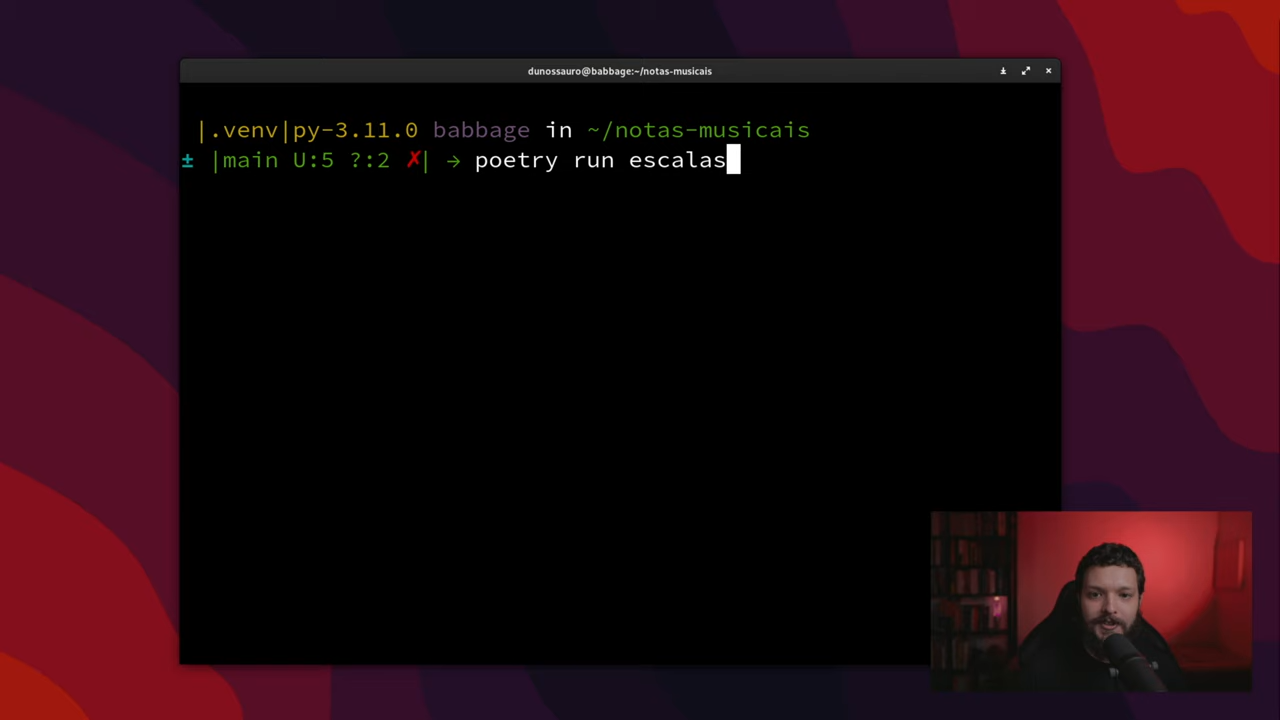 dunossauro@babbage:~/notas-musicais
|.venv|py-3.11.0 babbage in ~/notas-musicais
± |main U:5 ?:2 ✗| → poetry run escalas